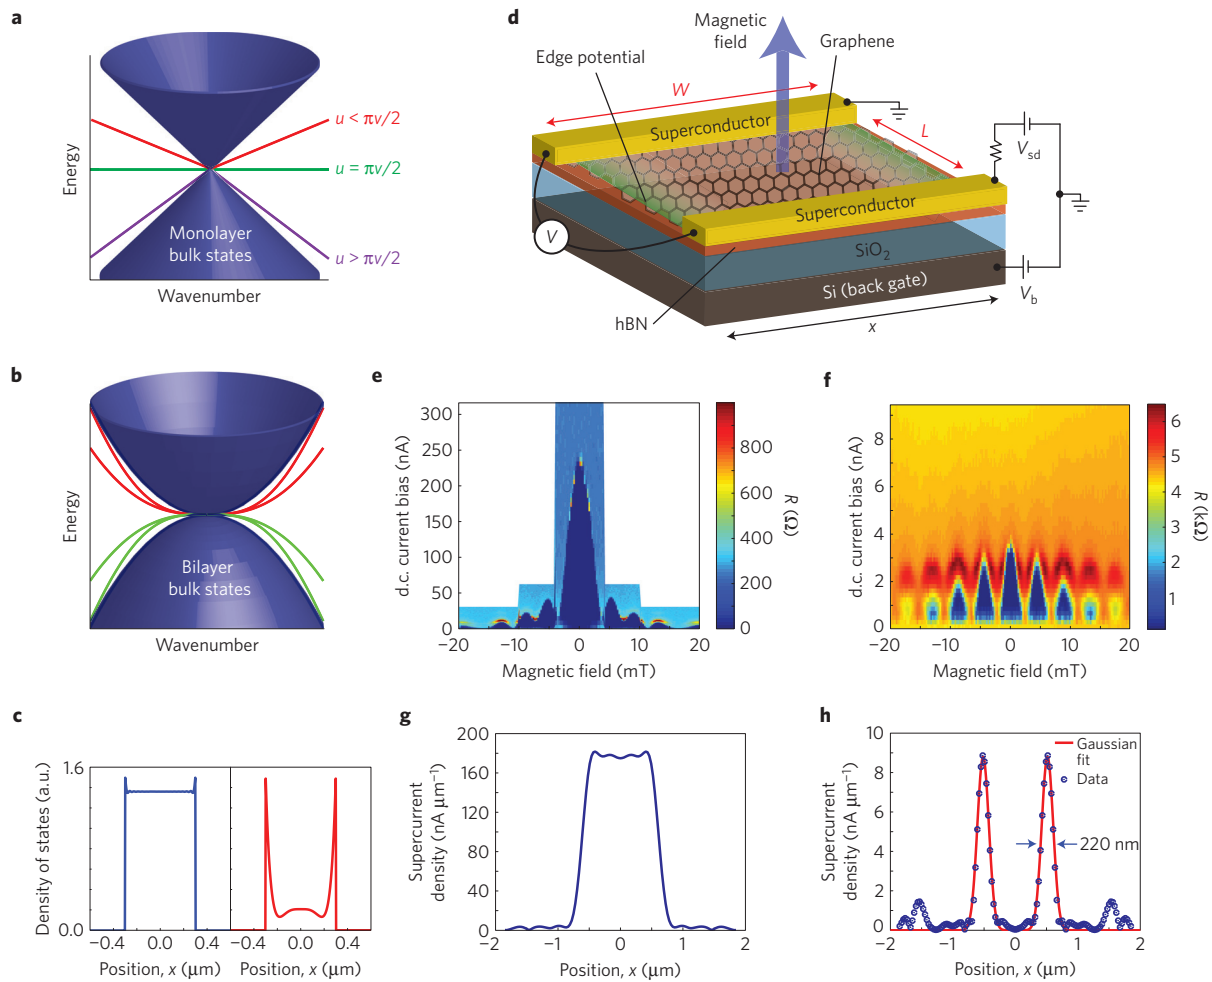 a
Energy
u < πv/2
u = πv/2
u > πv/2
Monolayer
bulk states
Wavenumber
d
Magnetic
field
Graphene
Edge potential
W
Superconductor
L
V
Superconductor
SiO2
Si (back gate)
hBN
x
Vsd
Vb
b
Energy
Bilayer
bulk states
Wavenumber
e
d.c. current bias (nA)
300
250
200
150
100
50
0
−20
−10
0
10
20
Magnetic field (mT)
800
600
400
200
0
R (Ω)
f
d.c. current bias (nA)
8
6
4
2
0
−20
−10
0
10
20
Magnetic field (mT)
6
5
4
3
2
1
R (kΩ)
c
Density of states (a.u.)
1.6
0.0
−0.4
0.0
0.4
−0.4
0.0
0.4
Position, x (μm)
Position, x (μm)
g
Supercurrent
density (nA μm−1)
200
160
120
80
40
0
−2
−1
0
1
2
Position, x (μm)
h
Supercurrent
density (nA μm−1)
10
8
6
4
2
0
−2
−1
0
1
2
Position, x (μm)
Gaussian
fit
Data
220 nm